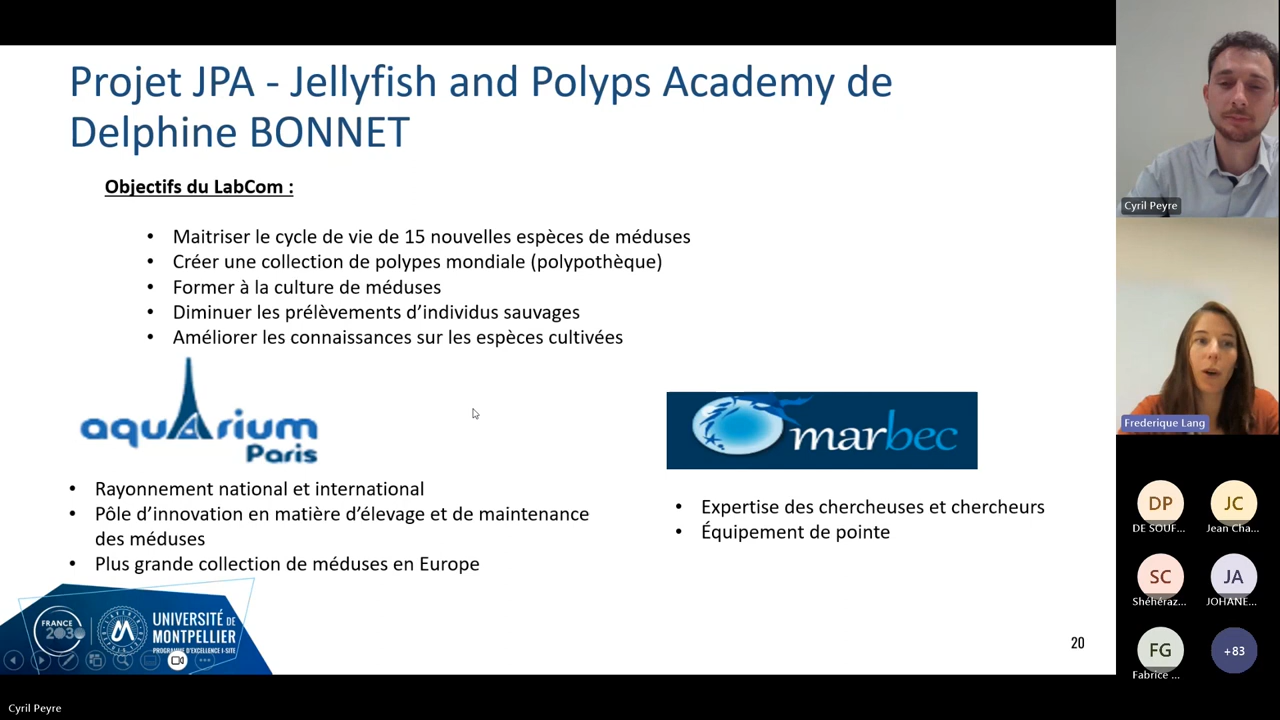 Projet JPA - Jellyfish and Polyps Academy de
Delphine BONNET
Objectifs du LabCom :
• Maitriser le cycle de vie de 15 nouvelles espèces de méduses
• Créer une collection de polypes mondiale (polypothèque)
• Former à la culture de méduses
• Diminuer les prélèvements d'individus sauvages
• Améliorer les connaissances sur les espèces cultivées
aquarium
Paris
• Rayonnement national et international
• Pôle d'innovation en matière d'élevage et de maintenance
des méduses
• Plus grande collection de méduses en Europe
marbec
• Expertise des chercheuses et chercheurs
• Équipement de pointe
FRANCE
2030
UNIVERSITÉ DE
MONTPELLIER
PROGRAMME D'EXCELLENCE I-SITE
20
Cyril Peyre
Frederique Lang
DP
DE SOUF...
JC
Jean Cha...
SC
Shéhéraz...
JA
JOHANE...
FG
Fabrice ...
+83
Cyril Peyre